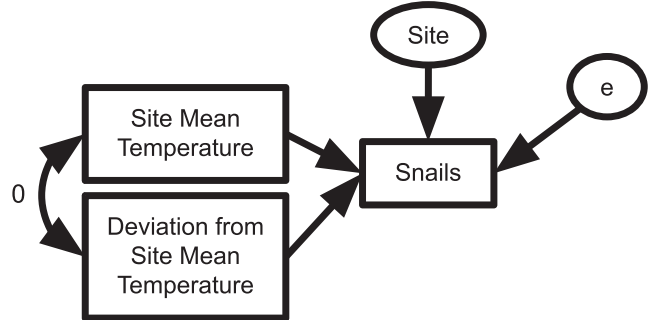 Site
e
Site Mean
Temperature
Snails
0
Deviation from
Site Mean
Temperature